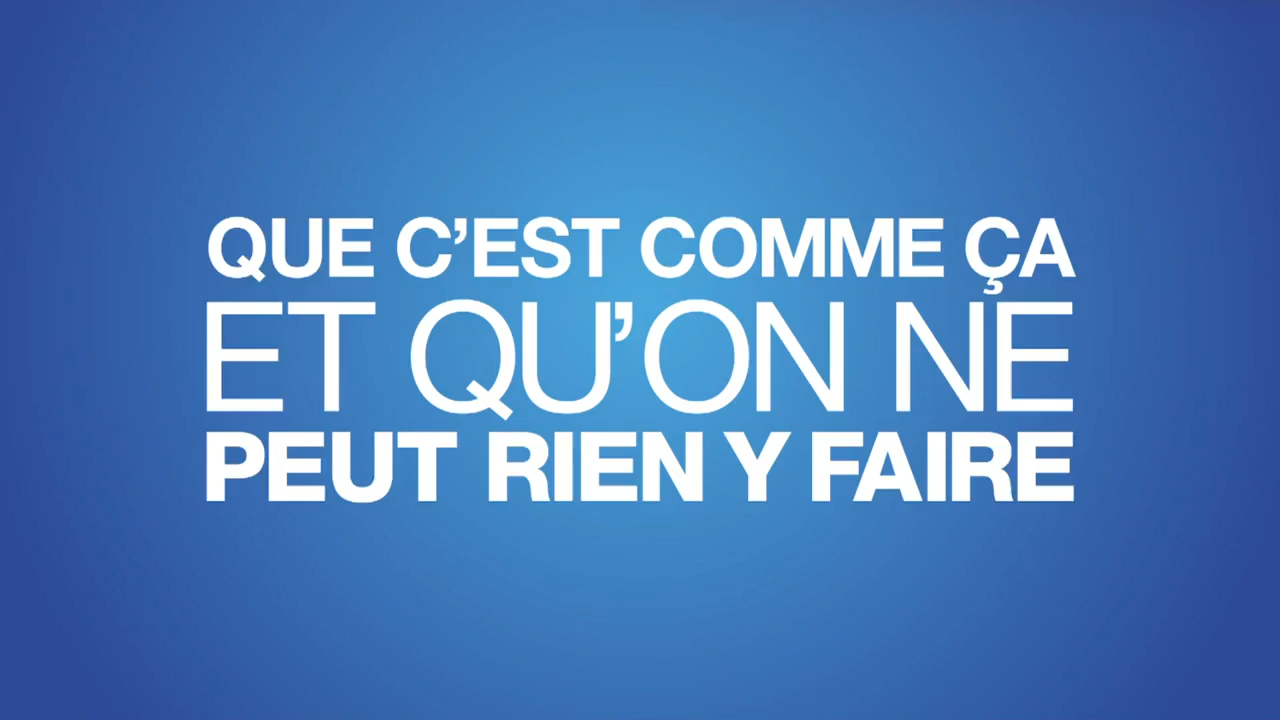 QUE C’EST COMME ÇA
ET QU’ON NE
PEUT RIEN Y FAIRE